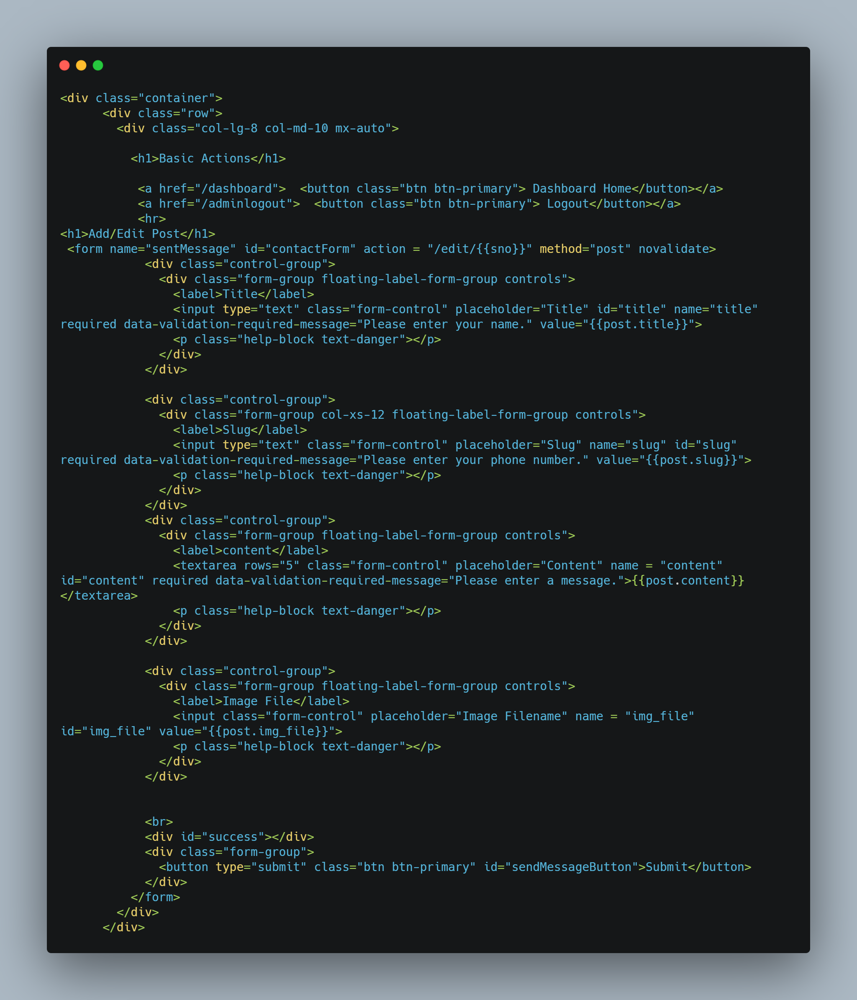 <div class="container">
      <div class="row">
        <div class="col-lg-8 col-md-10 mx-auto">

          <h1>Basic Actions</h1>

           <a href="/dashboard">  <button class="btn btn-primary"> Dashboard Home</button></a>
           <a href="/adminlogout">  <button class="btn btn-primary"> Logout</button></a>
           <hr>
<h1>Add/Edit Post</h1>
 <form name="sentMessage" id="contactForm" action = "/edit/{{sno}}" method="post" novalidate>
            <div class="control-group">
              <div class="form-group floating-label-form-group controls">
                <label>Title</label>
                <input type="text" class="form-control" placeholder="Title" id="title" name="title"
required data-validation-required-message="Please enter your name." value="{{post.title}}">
                <p class="help-block text-danger"></p>
              </div>
            </div>

            <div class="control-group">
              <div class="form-group col-xs-12 floating-label-form-group controls">
                <label>Slug</label>
                <input type="text" class="form-control" placeholder="Slug" name="slug" id="slug"
required data-validation-required-message="Please enter your phone number." value="{{post.slug}}">
                <p class="help-block text-danger"></p>
              </div>
            </div>
            <div class="control-group">
              <div class="form-group floating-label-form-group controls">
                <label>content</label>
                <textarea rows="5" class="form-control" placeholder="Content" name = "content"
id="content" required data-validation-required-message="Please enter a message.">{{post.content}}
</textarea>
                <p class="help-block text-danger"></p>
              </div>
            </div>

            <div class="control-group">
              <div class="form-group floating-label-form-group controls">
                <label>Image File</label>
                <input class="form-control" placeholder="Image Filename" name = "img_file"
id="img_file" value="{{post.img_file}}">
                <p class="help-block text-danger"></p>
              </div>
            </div>


            <br>
            <div id="success"></div>
            <div class="form-group">
              <button type="submit" class="btn btn-primary" id="sendMessageButton">Submit</button>
            </div>
          </form>
        </div>
      </div>